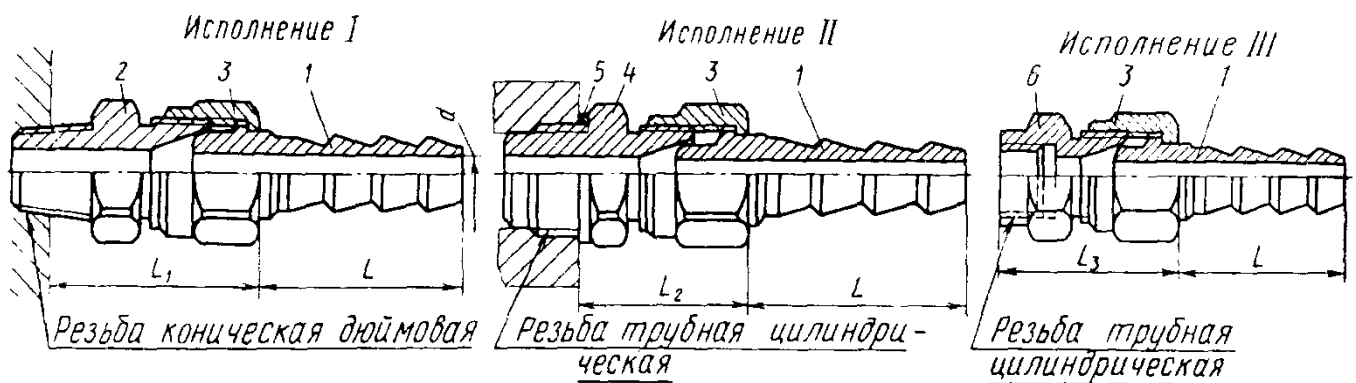 Исполнение I
2 3 1 d
L₁ L
Резьба коническая дюймовая
Исполнение II
5 4 3 1
L₂ L
Резьба трубная цилиндри-
ческая
Исполнение III
6 3 1
L₃ L
Резьба трубная
цилиндрическая